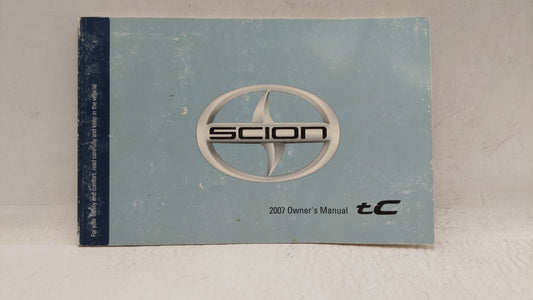 For your safety and comfort, read carefully and keep in the vehicle
SCION
2007 Owner's Manual tC